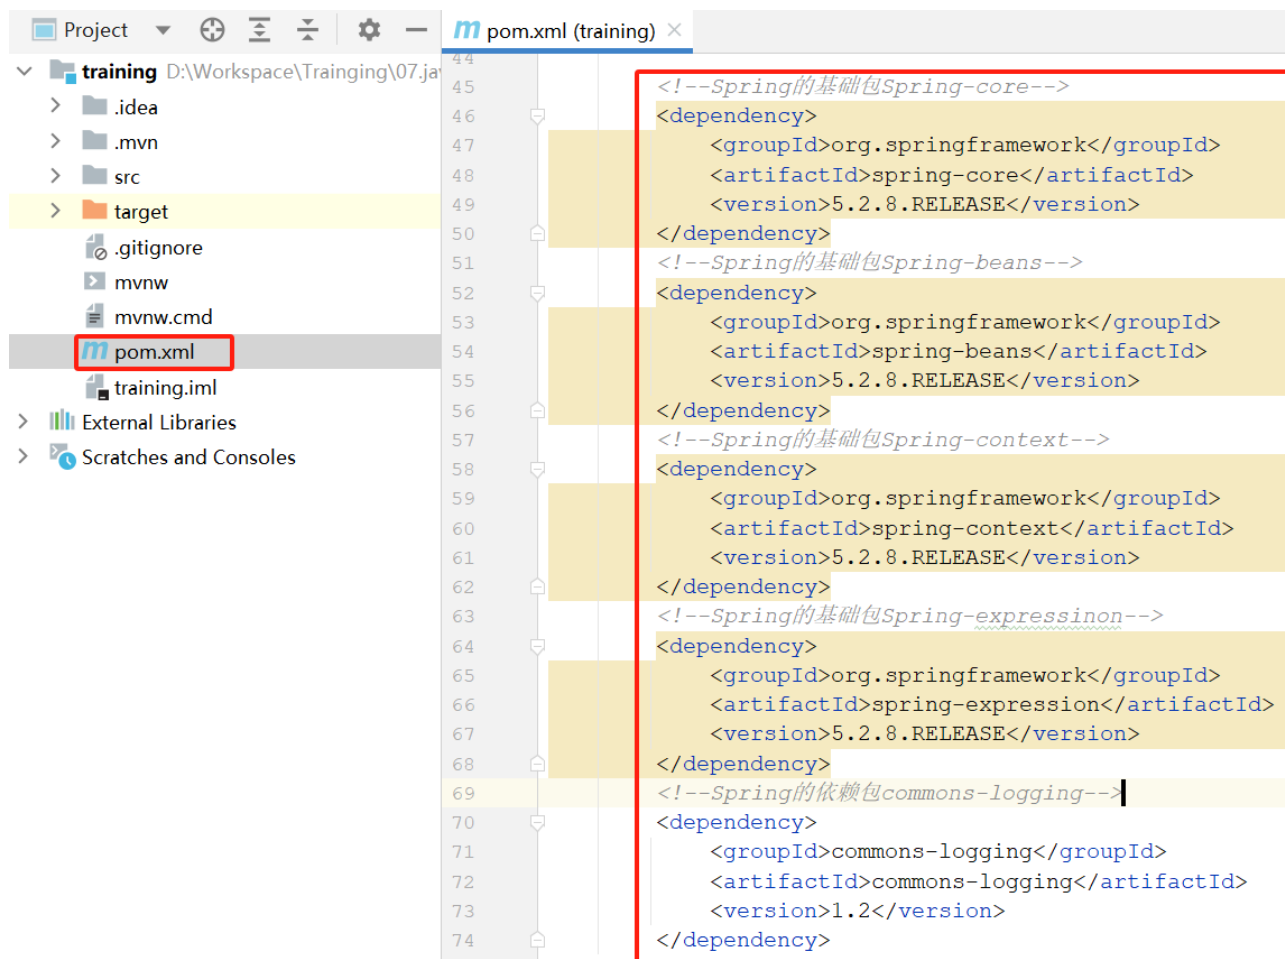 Project
pom.xml (training)
training D:\Workspace\Trainging\07.ja
.idea
.mvn
src
target
.gitignore
mvnw
mvnw.cmd
pom.xml
training.iml
External Libraries
Scratches and Consoles
44
45 <!--Spring的基础包Spring-core-->
46 <dependency>
47 <groupId>org.springframework</groupId>
48 <artifactId>spring-core</artifactId>
49 <version>5.2.8.RELEASE</version>
50 </dependency>
51 <!--Spring的基础包Spring-beans-->
52 <dependency>
53 <groupId>org.springframework</groupId>
54 <artifactId>spring-beans</artifactId>
55 <version>5.2.8.RELEASE</version>
56 </dependency>
57 <!--Spring的基础包Spring-context-->
58 <dependency>
59 <groupId>org.springframework</groupId>
60 <artifactId>spring-context</artifactId>
61 <version>5.2.8.RELEASE</version>
62 </dependency>
63 <!--Spring的基础包Spring-expressinon-->
64 <dependency>
65 <groupId>org.springframework</groupId>
66 <artifactId>spring-expression</artifactId>
67 <version>5.2.8.RELEASE</version>
68 </dependency>
69 <!--Spring的依赖包commons-logging-->
70 <dependency>
71 <groupId>commons-logging</groupId>
72 <artifactId>commons-logging</artifactId>
73 <version>1.2</version>
74 </dependency>